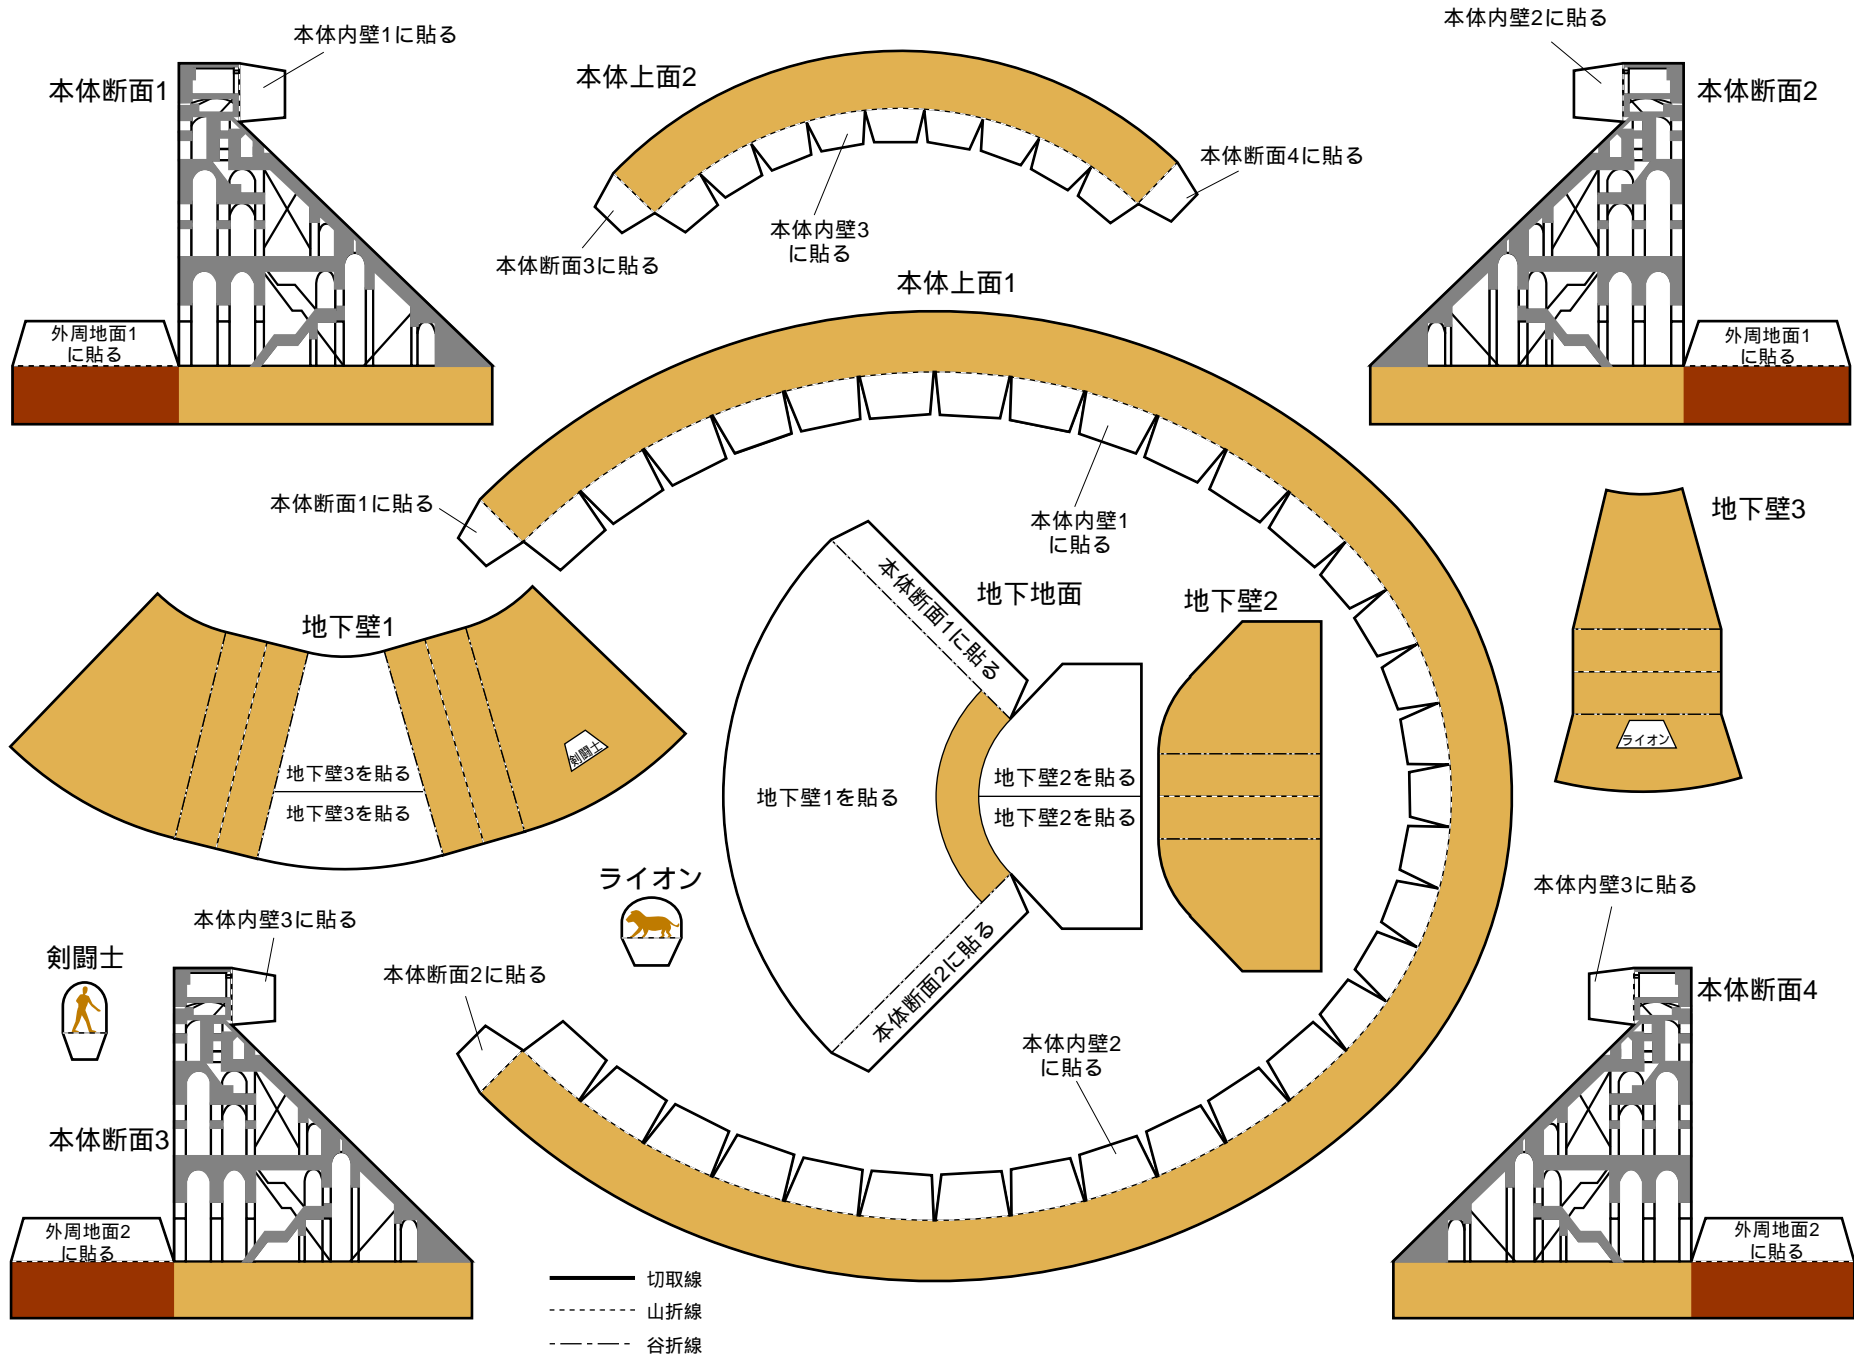 本体内壁1に貼る
本体断面1
外周地面1
に貼る
本体上面2
本体断面4に貼る
本体内壁3
に貼る
本体断面3に貼る
本体内壁2に貼る
本体断面2
外周地面1
に貼る
本体上面1
本体断面1に貼る
本体内壁1
に貼る
地下壁3
ライオン
地下壁1
剣闘士
地下壁3を貼る
地下壁3を貼る
地下地面
本体断面1に貼る
地下壁1を貼る
地下壁2を貼る
地下壁2を貼る
本体断面2に貼る
地下壁2
ライオン
剣闘士
本体内壁3に貼る
本体断面3
外周地面2
に貼る
本体断面2に貼る
本体内壁2
に貼る
本体内壁3に貼る
本体断面4
外周地面2
に貼る
切取線
山折線
谷折線